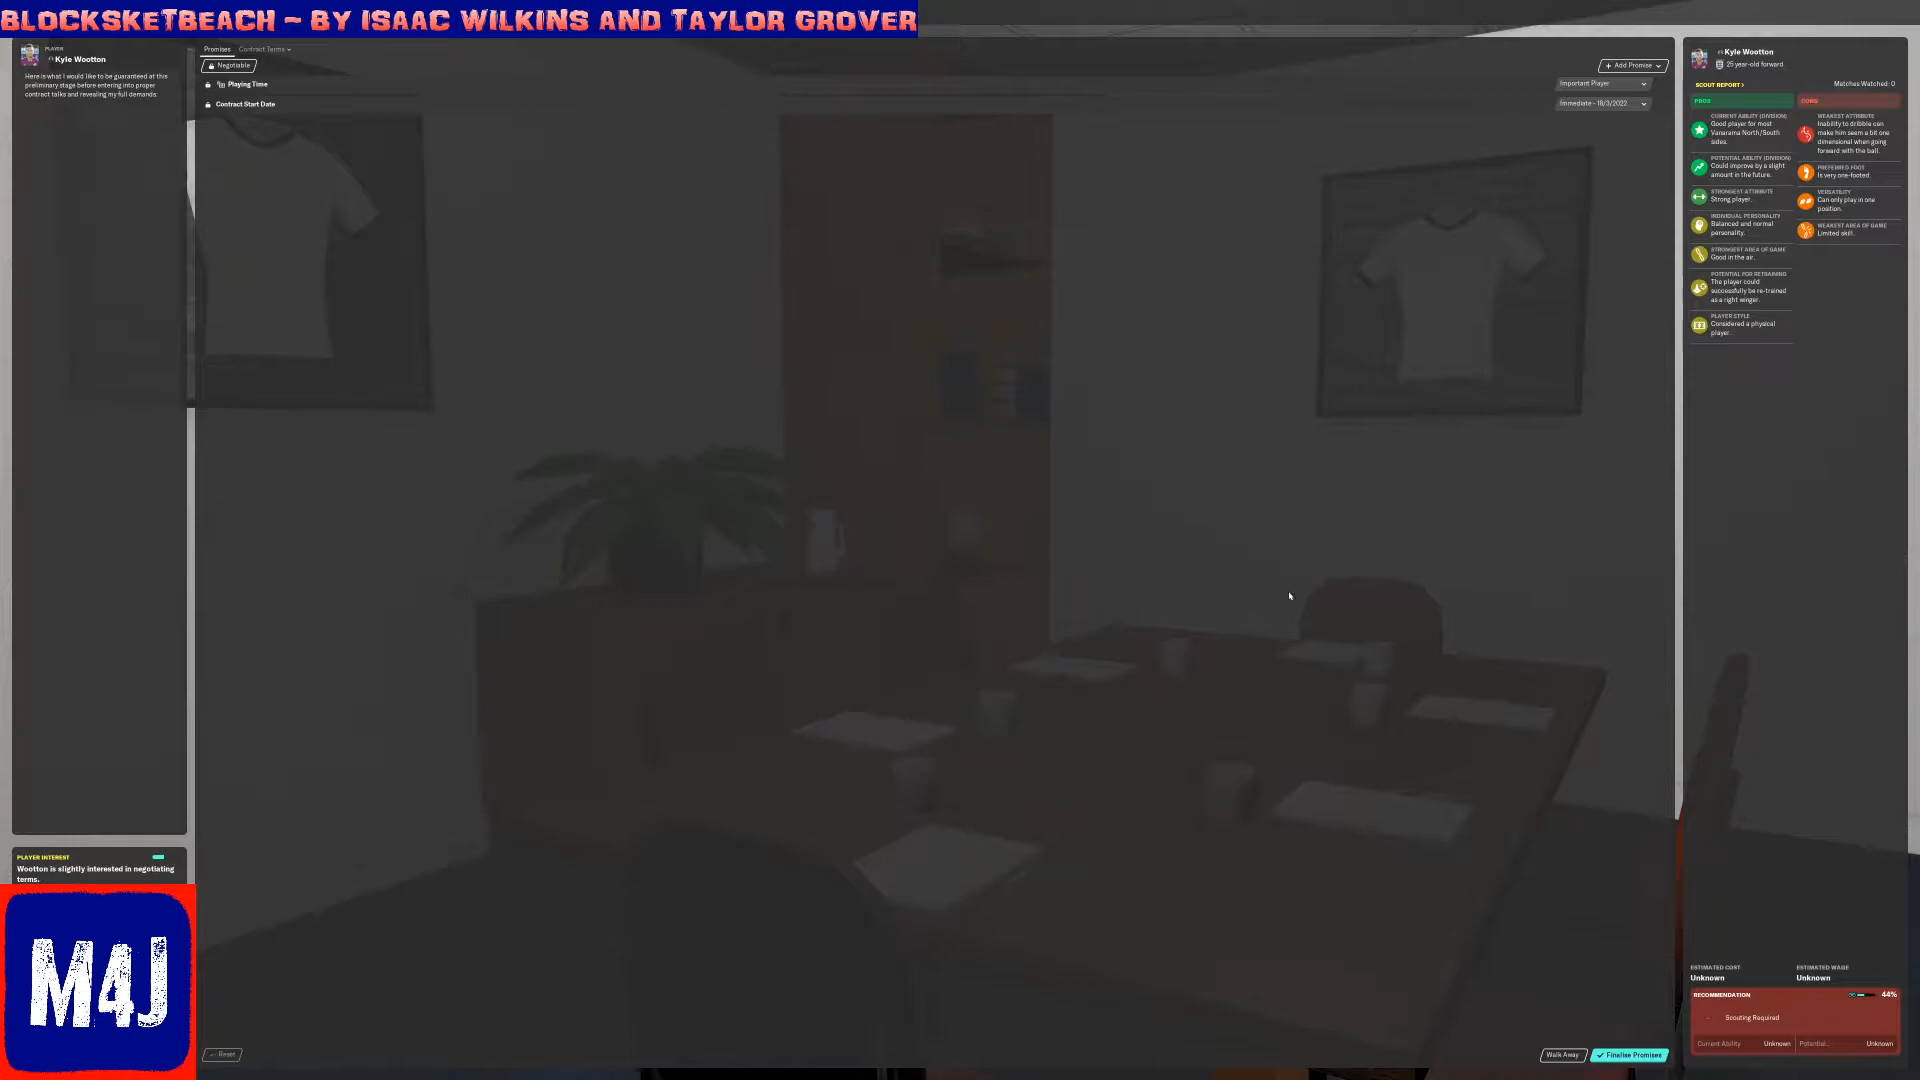 BLOCKSKETBEACH ~ BY ISAAC WILKINS AND TAYLOR GROVER
PLAYER
Kyle Wootton
Here is what I would like to be guaranteed at this
preliminary stage before entering into proper
contract talks and revealing my full demands:
Promises
Contract Terms
Negotiable
Add Promise
Playing Time
Important Player
Contract Start Date
Immediate - 18/3/2022
Kyle Wootton
25 year-old forward
SCOUT REPORT >
Matches Watched: 0
PROS
CURRENT ABILITY (DIVISION)
Good player for most
Vanarama North/South
sides.
POTENTIAL ABILITY (DIVISION)
Could improve by a slight
amount in the future.
STRONGEST ATTRIBUTE
Strong player.
INDIVIDUAL PERSONALITY
Balanced and normal
personality.
STRONGEST AREA OF GAME
Good in the air.
POTENTIAL FOR RETRAINING
The player could
successfully be re-trained
as a right winger.
PLAYER STYLE
Considered a physical
player.
CONS
WEAKEST ATTRIBUTE
Inability to dribble can
make him seem a bit one
dimensional when going
forward with the ball.
PREFERRED FOOT
Is very one-footed.
VERSATILITY
Can only play in one
position.
WEAKEST AREA OF GAME
Limited skill.
PLAYER INTEREST
Wootton is slightly interested in negotiating
terms.
M4J
Reset
Walk Away
Finalise Promises
ESTIMATED COST
Unknown
ESTIMATED WAGE
Unknown
RECOMMENDATION
44%
- Scouting Required
Current Ability
Unknown
Potential...
Unknown